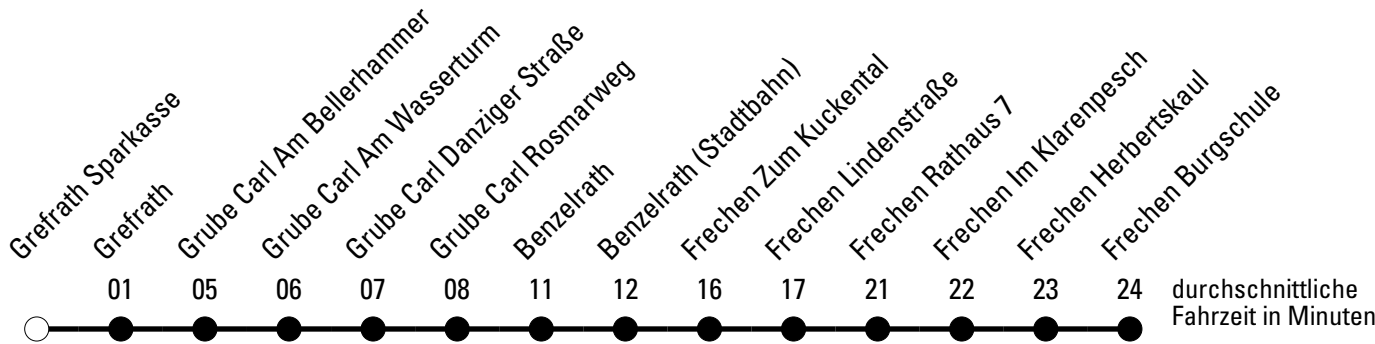 Grefrath Sparkasse
Grefrath
Grube Carl Am Bellerhammer
Grube Carl Am Wasserturm
Grube Carl Danziger Straße
Grube Carl Rosmarweg
Benzelrath
Benzelrath (Stadtbahn)
Frechen Zum Kuckental
Frechen Lindenstraße
Frechen Rathaus 7
Frechen Im Klarenpesch
Frechen Herbertskaul
Frechen Burgschule
01 05 06 07 08 11 12 16 17 21 22 23 24
durchschnittliche
Fahrzeit in Minuten